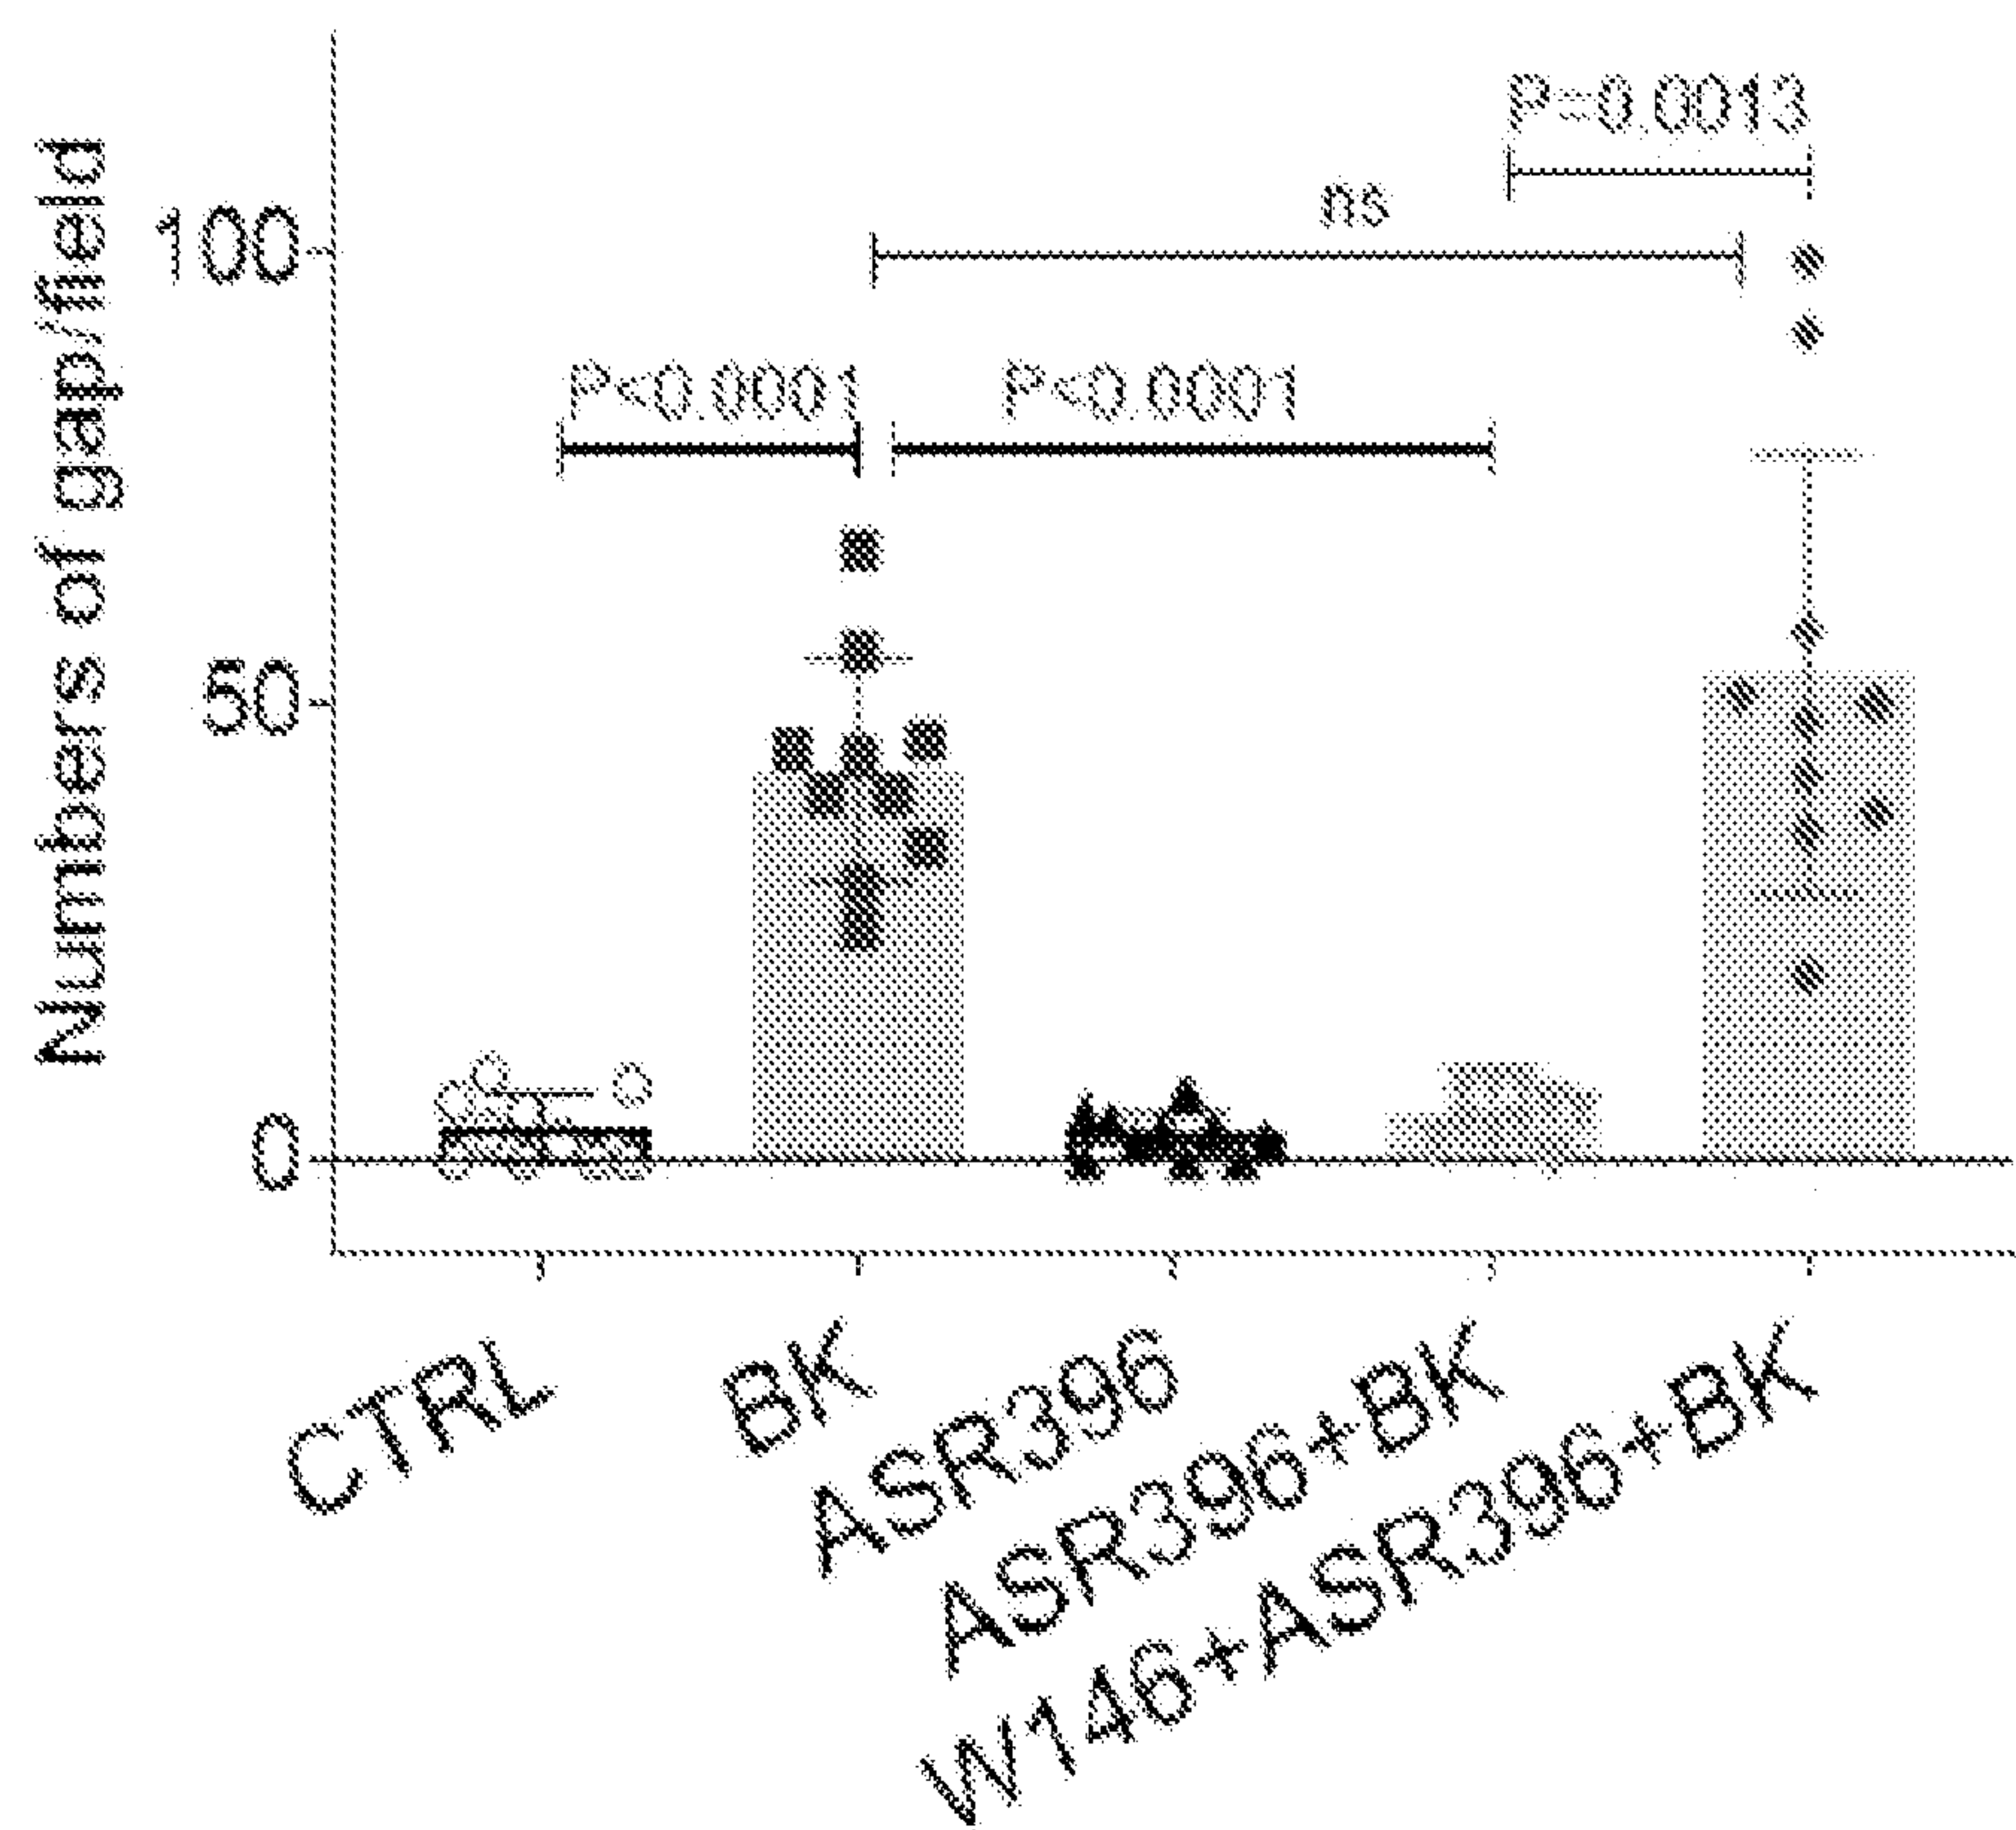 P=0.0013
ns
P<0.0001
P<0.0001
Numbers of gap/field
100
50
0
CTRL
BK
ASR396
ASR396+BK
W146+ASR396+BK